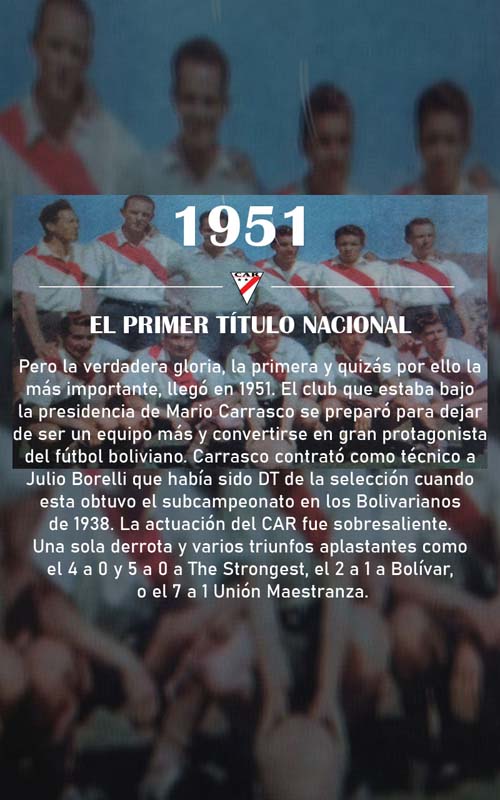 1951
CAR
EL PRIMER TÍTULO NACIONAL
Pero la verdadera gloria, la primera y quizás por ello la
más importante, llegó en 1951. El club que estaba bajo
la presidencia de Mario Carrasco se preparó para dejar
de ser un equipo más y convertirse en gran protagonista
del fútbol boliviano. Carrasco contrató como técnico a
Julio Borelli que había sido DT de la selección cuando
esta obtuvo el subcampeonato en los Bolivarianos
de 1938. La actuación del CAR fue sobresaliente.
Una sola derrota y varios triunfos aplastantes como
el 4 a 0 y 5 a 0 a The Strongest, el 2 a 1 a Bolívar,
o el 7 a 1 Unión Maestranza.